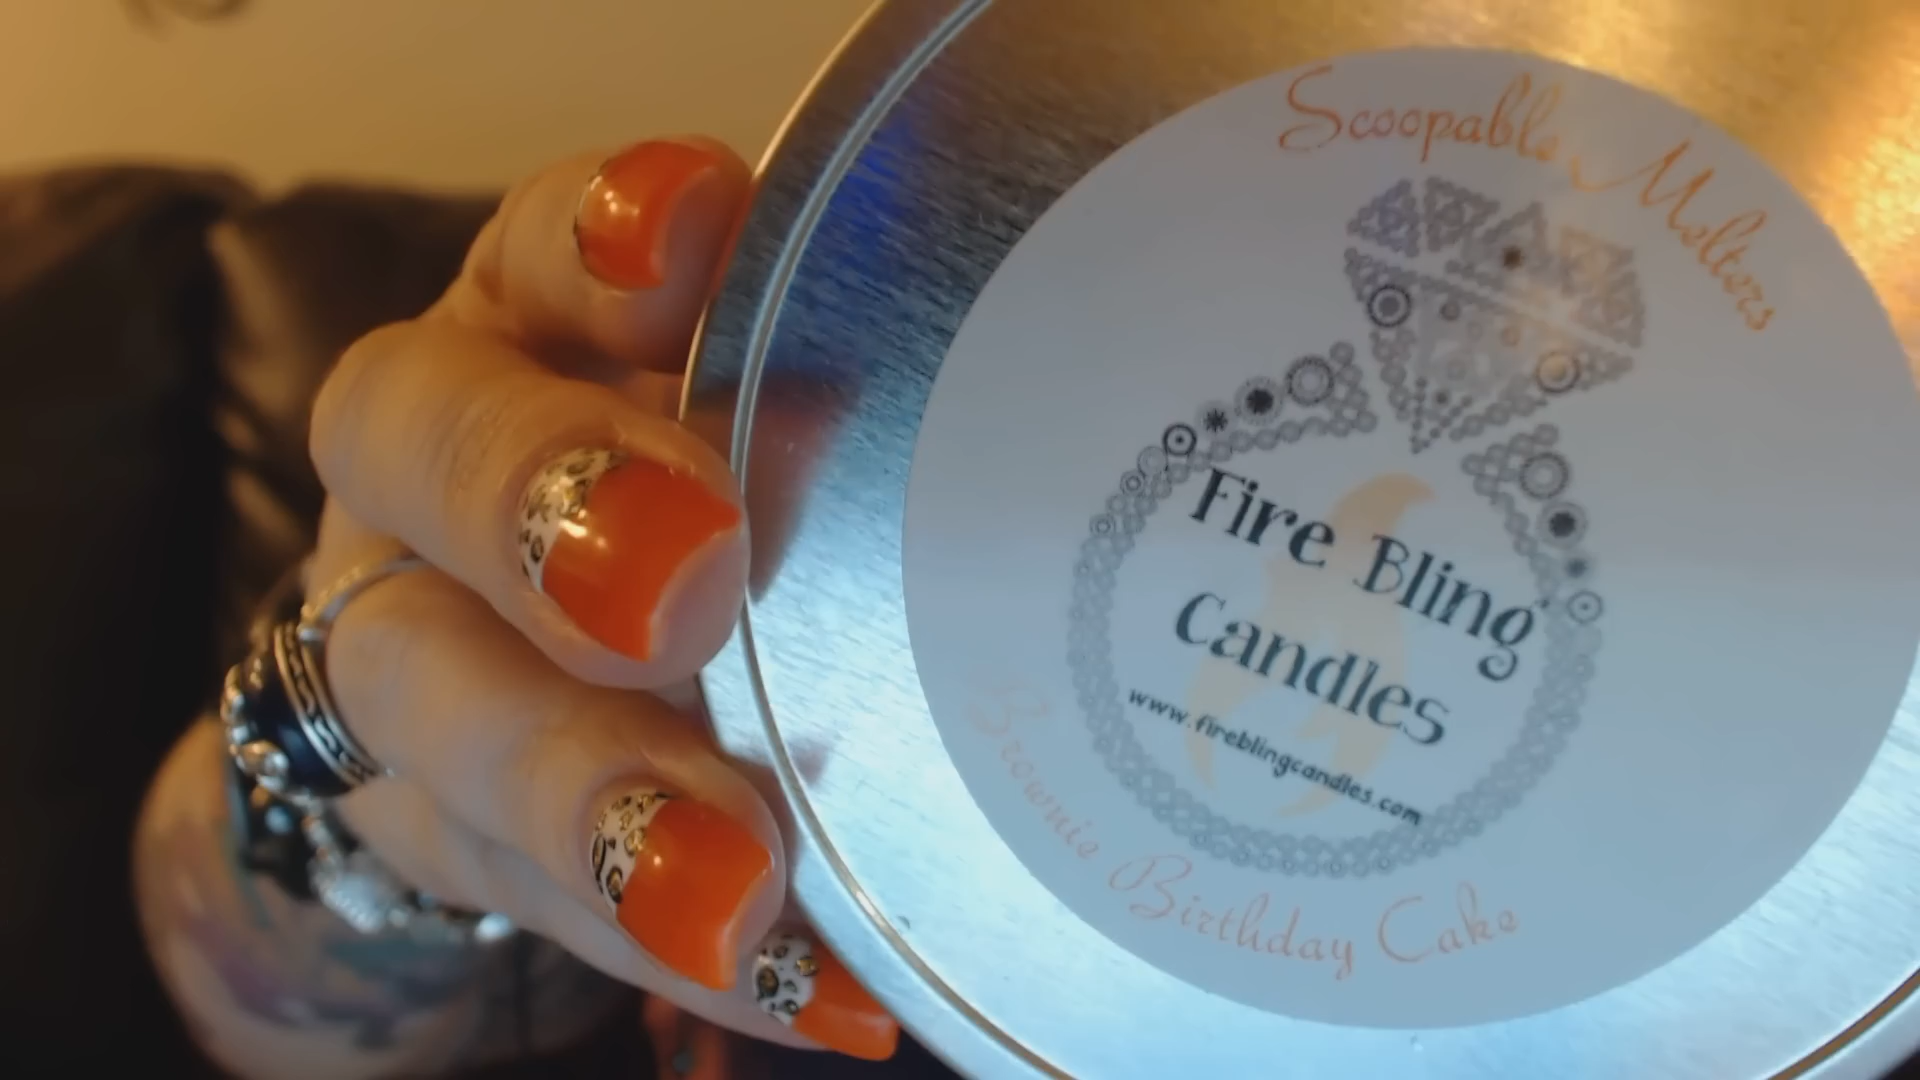 Scoopable Melters
Fire Bling
Candles
www.fireblingcandles.com
Brownie Birthday Cake